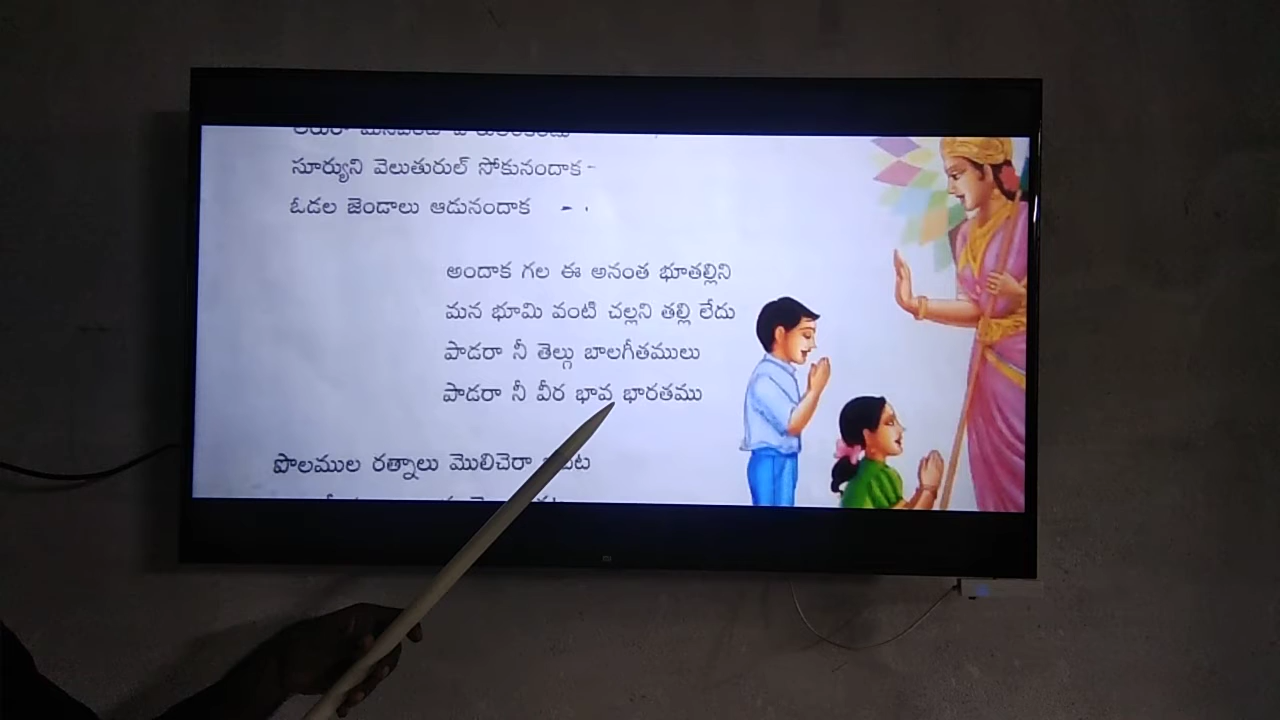 సూర్యుని వెలుతురుల్ సోకునందాక
ఓడల జెండాలు ఆడునందాక
అందాక గల ఈ అనంత భూతల్లిని
మన భూమి వంటి చల్లని తల్లి లేదు
పాడరా నీ తెల్గు బాలగీతములు
పాడరా నీ వీర భావ భారతము
పొలముల రత్నాలు మొలిచెరా